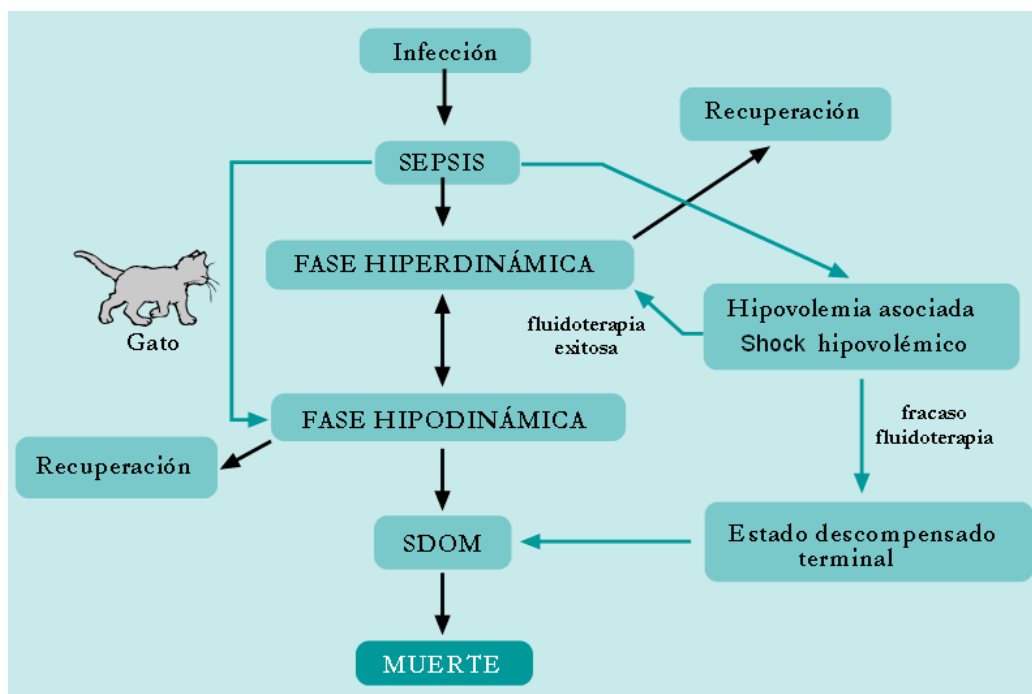 Infección
Recuperación
SEPSIS
FASE HIPERDINÁMICA
Gato
fluidoterapia
exitosa
Hipovolemia asociada
Shock hipovolémico
FASE HIPODINÁMICA
fracaso
fluidoterapia
Recuperación
SDOM
Estado descompensado
terminal
MUERTE